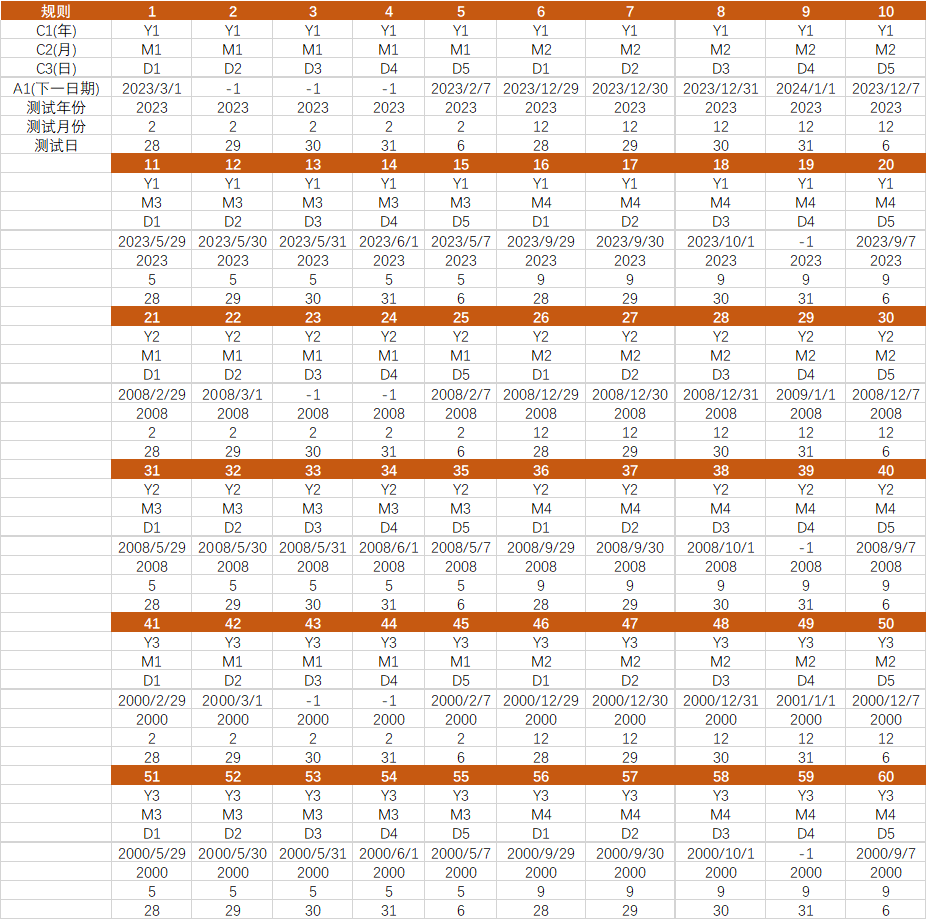 规则 1 2 3 4 5 6 7 8 9 10
C1(年) Y1 Y1 Y1 Y1 Y1 Y1 Y1 Y1 Y1 Y1
C2(月) M1 M1 M1 M1 M1 M2 M2 M2 M2 M2
C3(日) D1 D2 D3 D4 D5 D1 D2 D3 D4 D5
A1(下一日期) 2023/3/1 -1 -1 -1 2023/2/7 2023/12/29 2023/12/30 2023/12/31 2024/1/1 2023/12/7
测试年份 2023 2023 2023 2023 2023 2023 2023 2023 2023 2023
测试月份 2 2 2 2 2 12 12 12 12 12
测试日 28 29 30 31 6 28 29 30 31 6
11 12 13 14 15 16 17 18 19 20
Y1 Y1 Y1 Y1 Y1 Y1 Y1 Y1 Y1 Y1
M3 M3 M3 M3 M3 M4 M4 M4 M4 M4
D1 D2 D3 D4 D5 D1 D2 D3 D4 D5
2023/5/29 2023/5/30 2023/5/31 2023/6/1 2023/5/7 2023/9/29 2023/9/30 2023/10/1 -1 2023/9/7
2023 2023 2023 2023 2023 2023 2023 2023 2023 2023
5 5 5 5 5 9 9 9 9 9
28 29 30 31 6 28 29 30 31 6
21 22 23 24 25 26 27 28 29 30
Y2 Y2 Y2 Y2 Y2 Y2 Y2 Y2 Y2 Y2
M1 M1 M1 M1 M1 M2 M2 M2 M2 M2
D1 D2 D3 D4 D5 D1 D2 D3 D4 D5
2008/2/29 2008/3/1 -1 -1 2008/2/7 2008/12/29 2008/12/30 2008/12/31 2009/1/1 2008/12/7
2008 2008 2008 2008 2008 2008 2008 2008 2008 2008
2 2 2 2 2 12 12 12 12 12
28 29 30 31 6 28 29 30 31 6
31 32 33 34 35 36 37 38 39 40
Y2 Y2 Y2 Y2 Y2 Y2 Y2 Y2 Y2 Y2
M3 M3 M3 M3 M3 M4 M4 M4 M4 M4
D1 D2 D3 D4 D5 D1 D2 D3 D4 D5
2008/5/29 2008/5/30 2008/5/31 2008/6/1 2008/5/7 2008/9/29 2008/9/30 2008/10/1 -1 2008/9/7
2008 2008 2008 2008 2008 2008 2008 2008 2008 2008
5 5 5 5 5 9 9 9 9 9
28 29 30 31 6 28 29 30 31 6
41 42 43 44 45 46 47 48 49 50
Y3 Y3 Y3 Y3 Y3 Y3 Y3 Y3 Y3 Y3
M1 M1 M1 M1 M1 M2 M2 M2 M2 M2
D1 D2 D3 D4 D5 D1 D2 D3 D4 D5
2000/2/29 2000/3/1 -1 -1 2000/2/7 2000/12/29 2000/12/30 2000/12/31 2001/1/1 2000/12/7
2000 2000 2000 2000 2000 2000 2000 2000 2000 2000
2 2 2 2 2 12 12 12 12 12
28 29 30 31 6 28 29 30 31 6
51 52 53 54 55 56 57 58 59 60
Y3 Y3 Y3 Y3 Y3 Y3 Y3 Y3 Y3 Y3
M3 M3 M3 M3 M3 M4 M4 M4 M4 M4
D1 D2 D3 D4 D5 D1 D2 D3 D4 D5
2000/5/29 2000/5/30 2000/5/31 2000/6/1 2000/5/7 2000/9/29 2000/9/30 2000/10/1 -1 2000/9/7
2000 2000 2000 2000 2000 2000 2000 2000 2000 2000
5 5 5 5 5 9 9 9 9 9
28 29 30 31 6 28 29 30 31 6